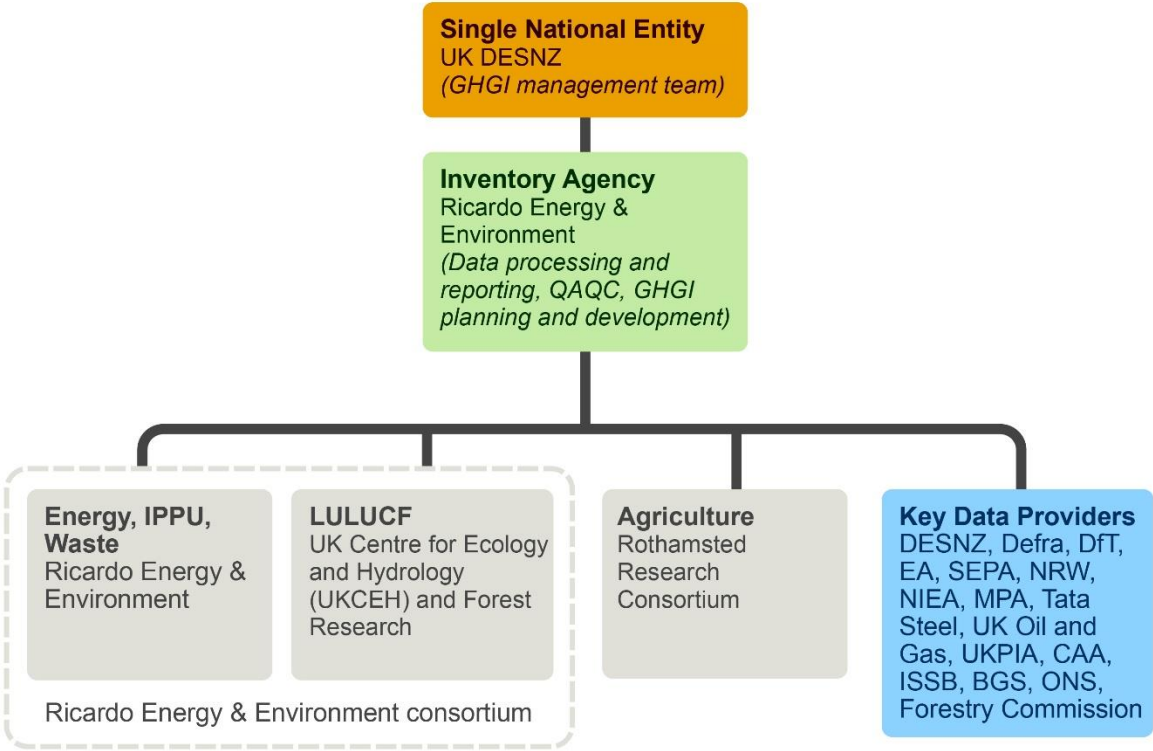 Single National Entity
UK DESNZ
(GHGI management team)
Inventory Agency
Ricardo Energy &
Environment
(Data processing and
reporting, QAQC, GHGI
planning and development)
Energy, IPPU,
Waste
Ricardo Energy &
Environment
LULUCF
UK Centre for Ecology
and Hydrology
(UKCEH) and Forest
Research
Agriculture
Rothamsted
Research
Consortium
Key Data Providers
DESNZ, Defra, DfT,
EA, SEPA, NRW,
NIEA, MPA, Tata
Steel, UK Oil and
Gas, UKPIA, CAA,
ISSB, BGS, ONS,
Forestry Commission
Ricardo Energy & Environment consortium